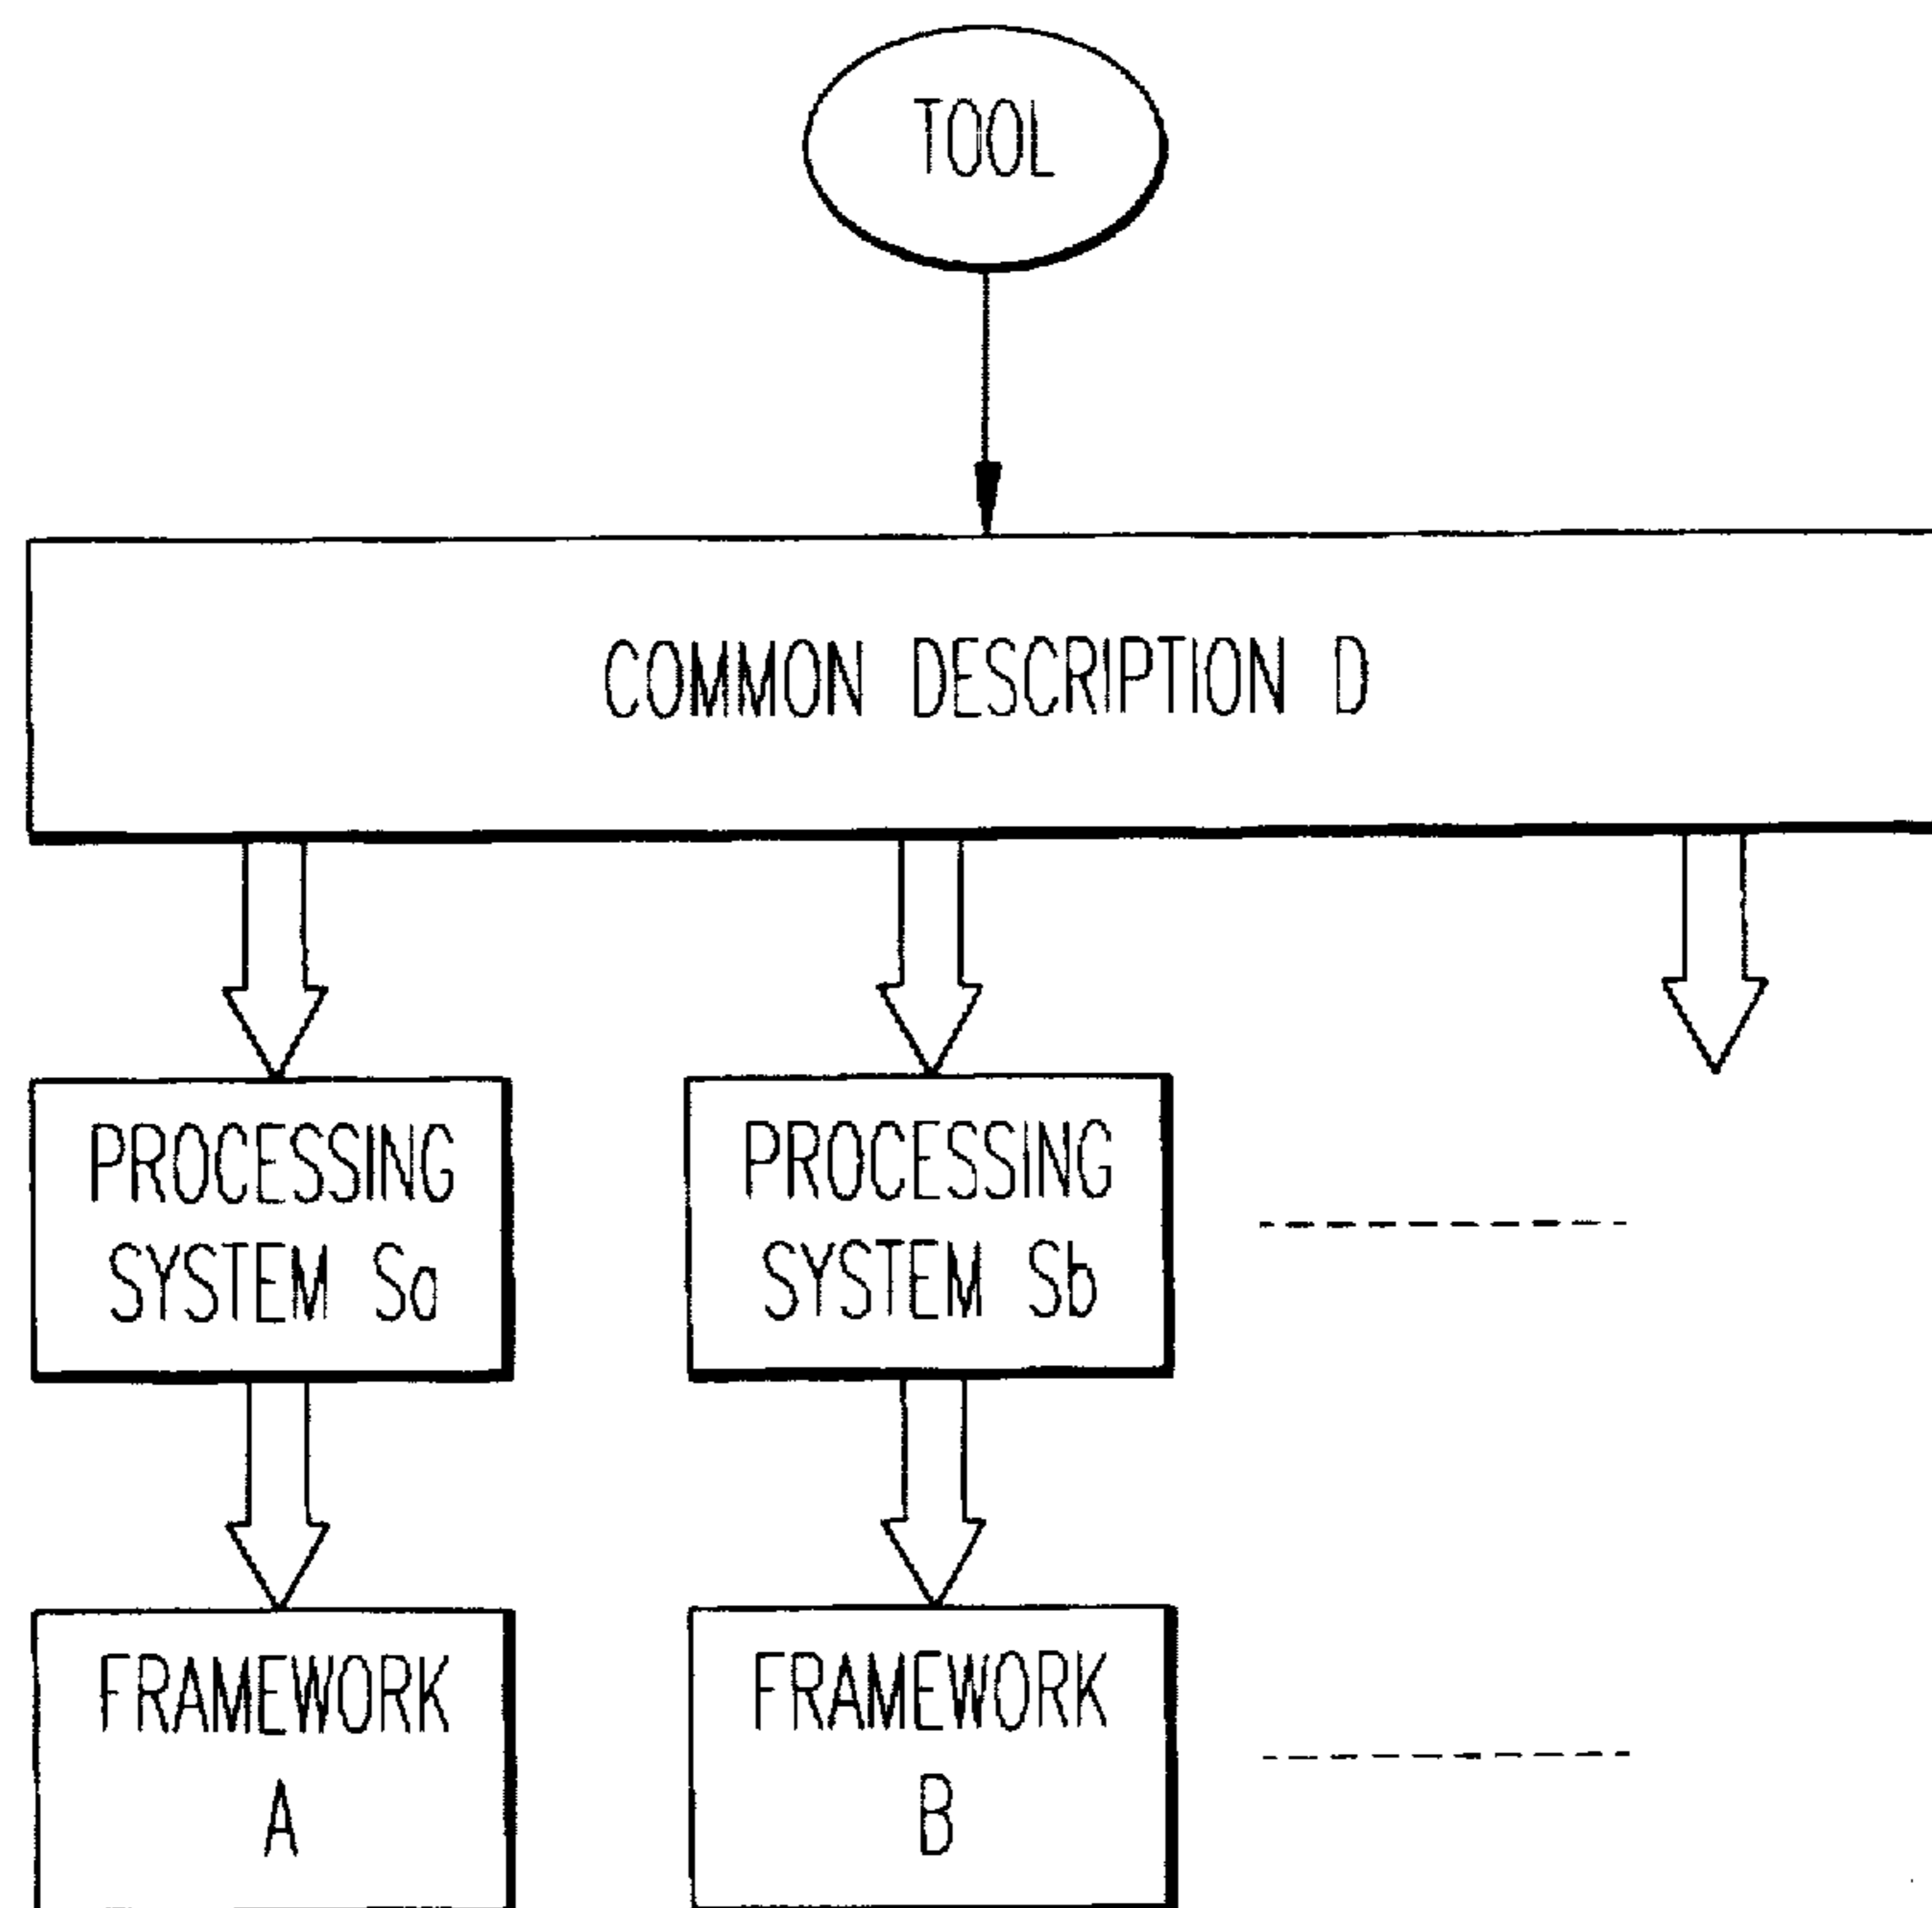 TOOL
COMMON DESCRIPTION D
PROCESSING
SYSTEM Sa
PROCESSING
SYSTEM Sb
FRAMEWORK
A
FRAMEWORK
B